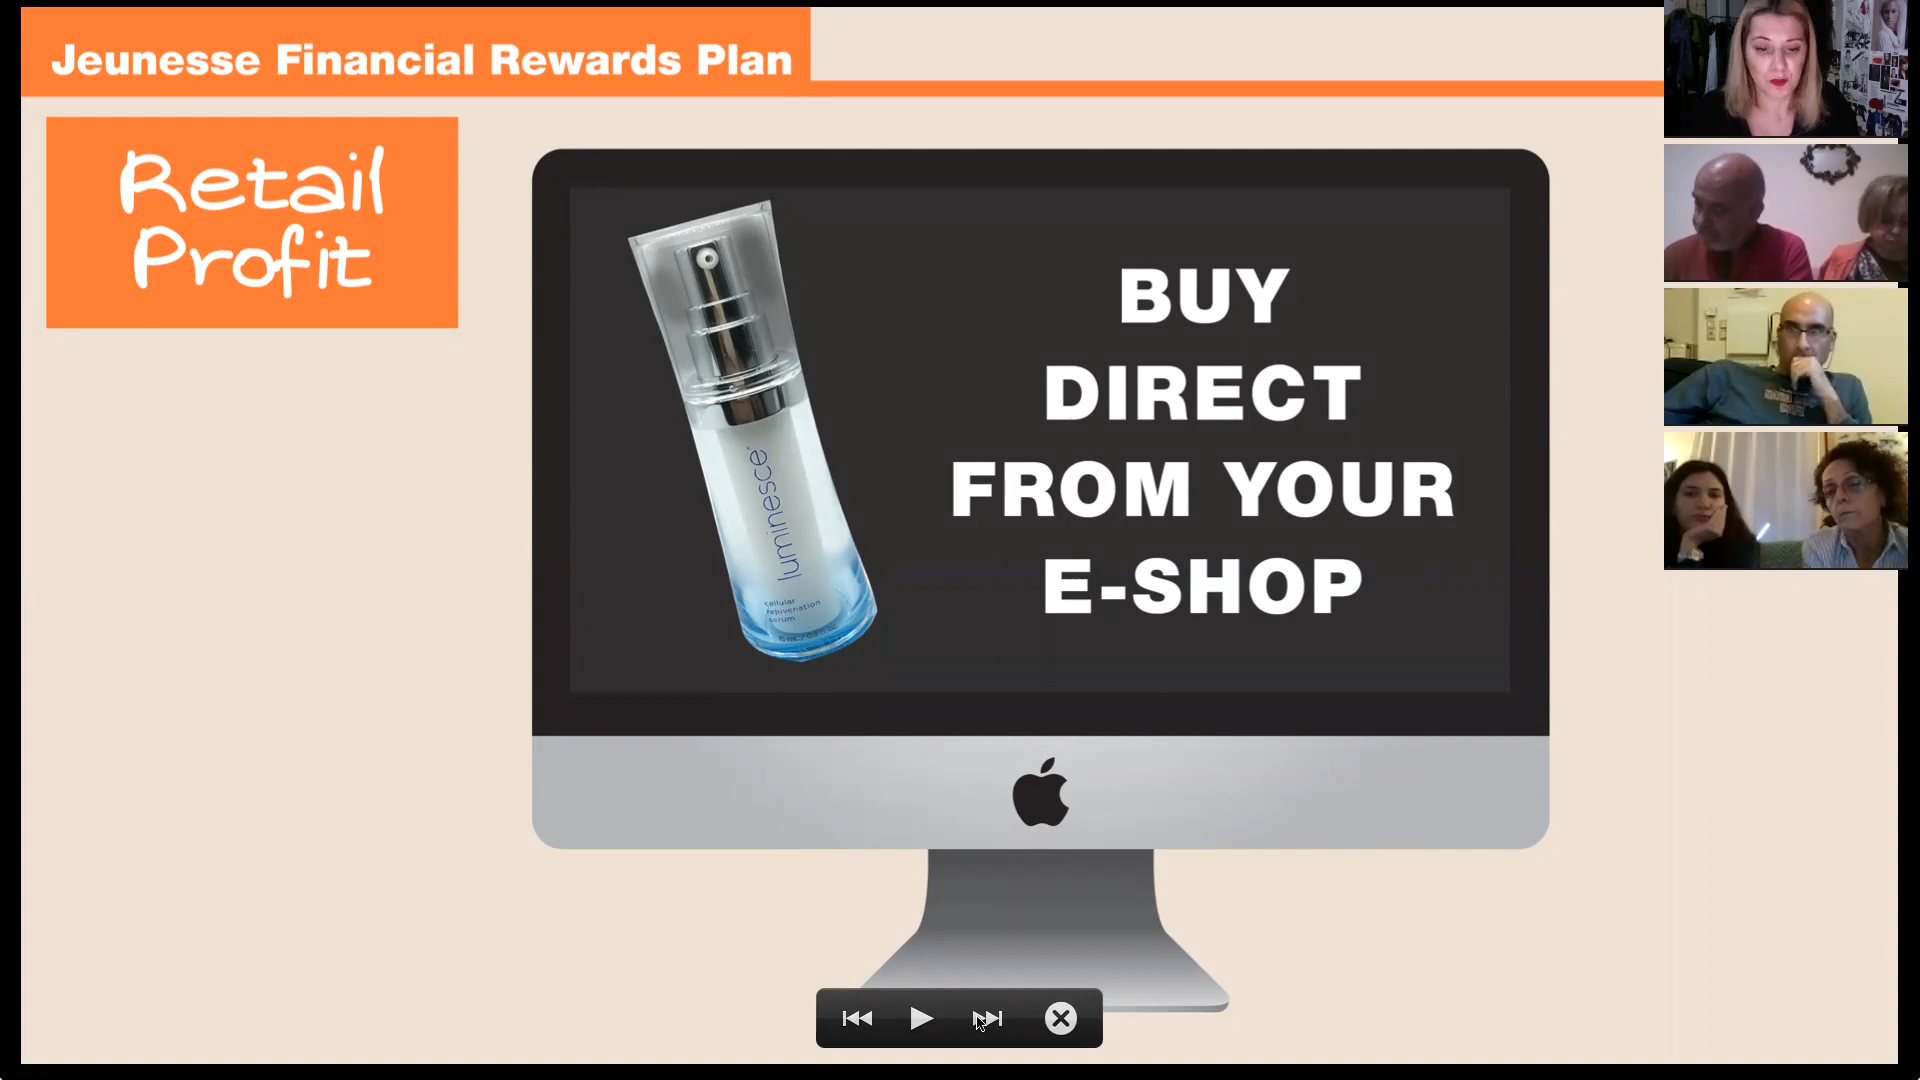 Jeunesse Financial Rewards Plan
Retail
Profit
BUY
DIRECT
FROM YOUR
E-SHOP
luminesce
cellular
rejuvenation
serum